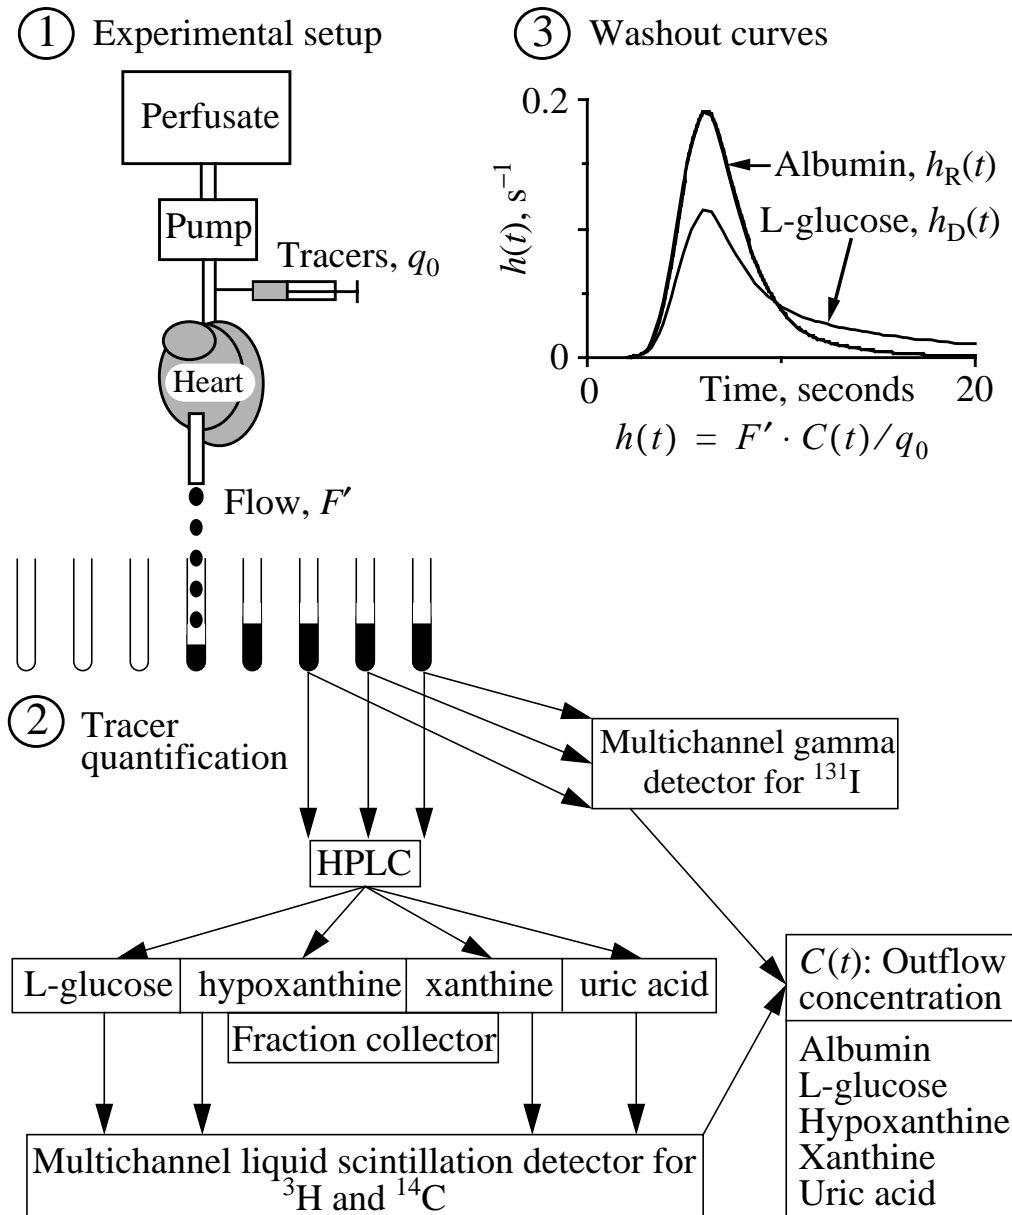 1 Experimental setup
Perfusate
Pump
Tracers, q₀
Heart
Flow, F′
3 Washout curves
0.2
h(t), s⁻¹
Albumin, h_R(t)
L-glucose, h_D(t)
0
0
Time, seconds
20
h(t) = F′ · C(t)/q₀
2 Tracer
quantification
Multichannel gamma
detector for ¹³¹I
HPLC
L-glucose
hypoxanthine
xanthine
uric acid
Fraction collector
Multichannel liquid scintillation detector for
³H and ¹⁴C
C(t): Outflow
concentration
Albumin
L-glucose
Hypoxanthine
Xanthine
Uric acid